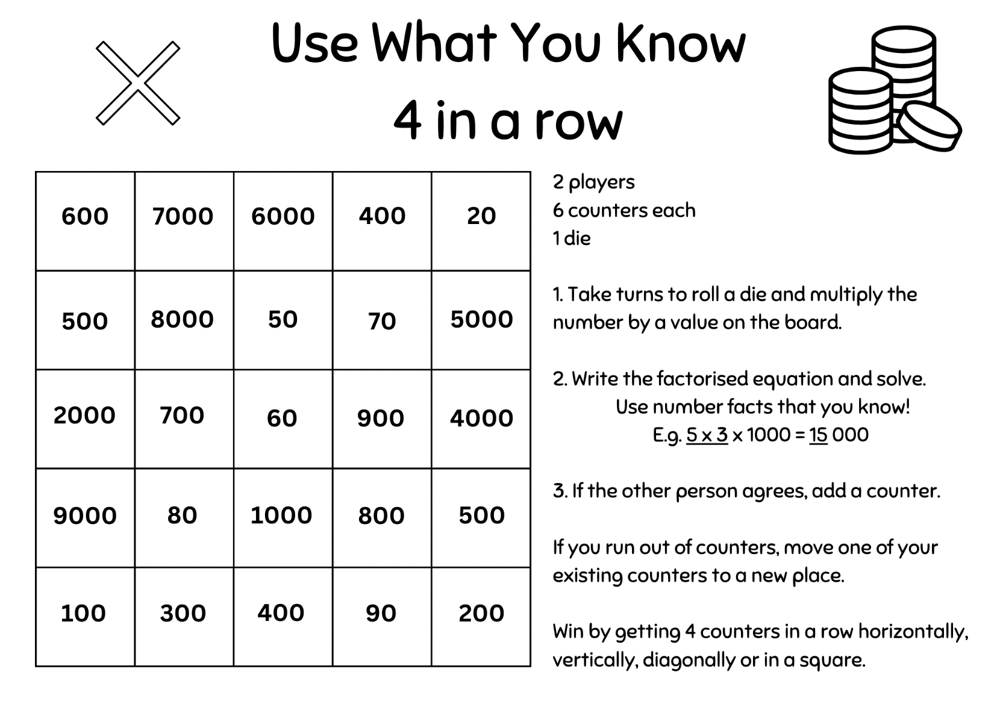 Use What You Know
4 in a row
600 7000 6000 400 20
500 8000 50 70 5000
2000 700 60 900 4000
9000 80 1000 800 500
100 300 400 90 200
2 players
6 counters each
1 die
1. Take turns to roll a die and multiply the
number by a value on the board.
2. Write the factorised equation and solve.
Use number facts that you know!
E.g. 5 x 3 x 1000 = 15 000
3. If the other person agrees, add a counter.
If you run out of counters, move one of your
existing counters to a new place.
Win by getting 4 counters in a row horizontally,
vertically, diagonally or in a square.